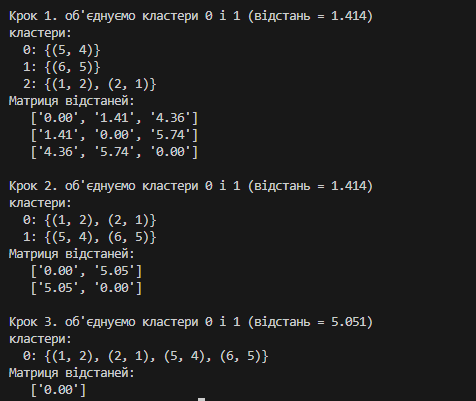 Крок 1. об'єднуємо кластери 0 і 1 (відстань = 1.414)
кластери:
  0: {(5, 4)}
  1: {(6, 5)}
  2: {(1, 2), (2, 1)}
Матриця відстаней:
   ['0.00', '1.41', '4.36']
   ['1.41', '0.00', '5.74']
   ['4.36', '5.74', '0.00']

Крок 2. об'єднуємо кластери 0 і 1 (відстань = 1.414)
кластери:
  0: {(1, 2), (2, 1)}
  1: {(5, 4), (6, 5)}
Матриця відстаней:
   ['0.00', '5.05']
   ['5.05', '0.00']

Крок 3. об'єднуємо кластери 0 і 1 (відстань = 5.051)
кластери:
  0: {(1, 2), (2, 1), (5, 4), (6, 5)}
Матриця відстаней:
   ['0.00']